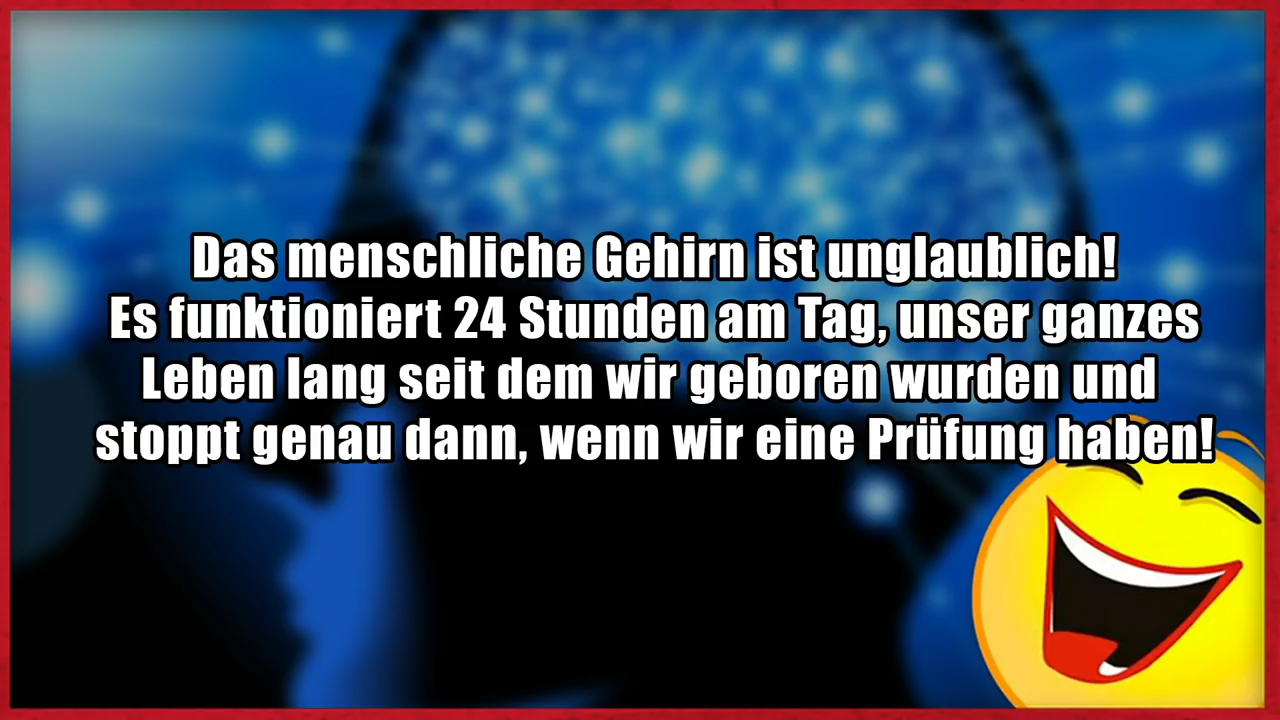 Das menschliche Gehirn ist unglaublich!
Es funktioniert 24 Stunden am Tag, unser ganzes
Leben lang seit dem wir geboren wurden und
stoppt genau dann, wenn wir eine Prüfung haben!